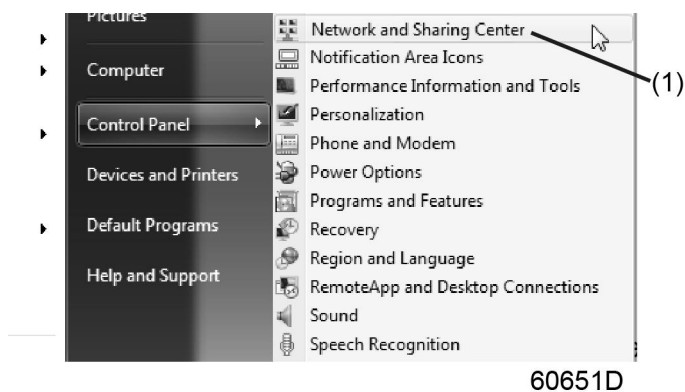 Pictures
Computer
Control Panel
Devices and Printers
Default Programs
Help and Support
Network and Sharing Center
Notification Area Icons
Performance Information and Tools
Personalization
Phone and Modem
Power Options
Programs and Features
Recovery
Region and Language
RemoteApp and Desktop Connections
Sound
Speech Recognition
(1)
60651D